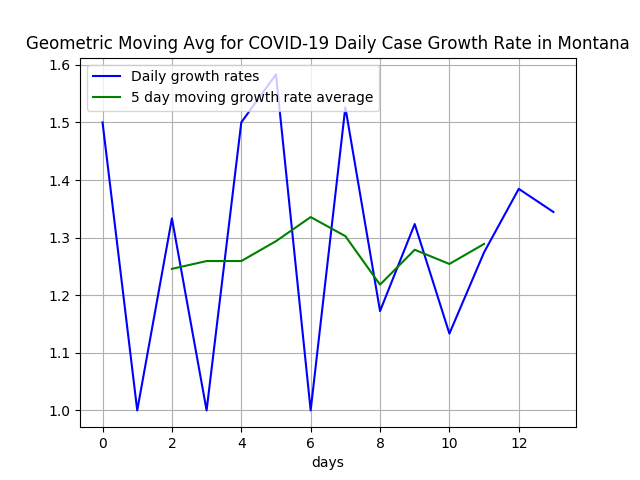 Geometric Moving Avg for COVID-19 Daily Case Growth Rate in Montana
Daily growth rates
5 day moving growth rate average
1.6
1.5
1.4
1.3
1.2
1.1
1.0
0 2 4 6 8 10 12
days